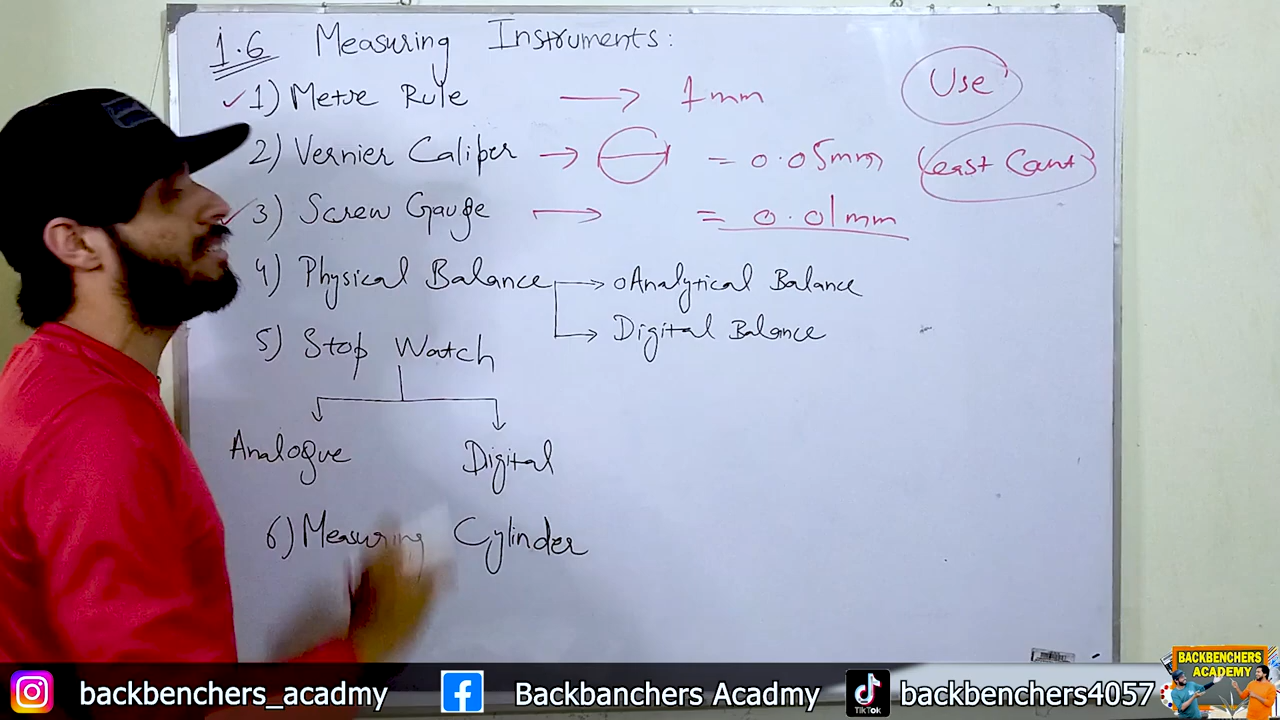 1.6 Measuring Instruments:
1) Metre Rule → 1mm
Use
2) Vernier Caliper → = 0.05mm
Least Count
3) Screw Gauge → = 0.01mm
4) Physical Balance → Analytical Balance
→ Digital Balance
5) Stop Watch
Analogue Digital
6) Measuring Cylinder
backbenchers_acadmy Backbanchers Acadmy TikTok backbenchers4057
BACKBENCHERS
ACADEMY